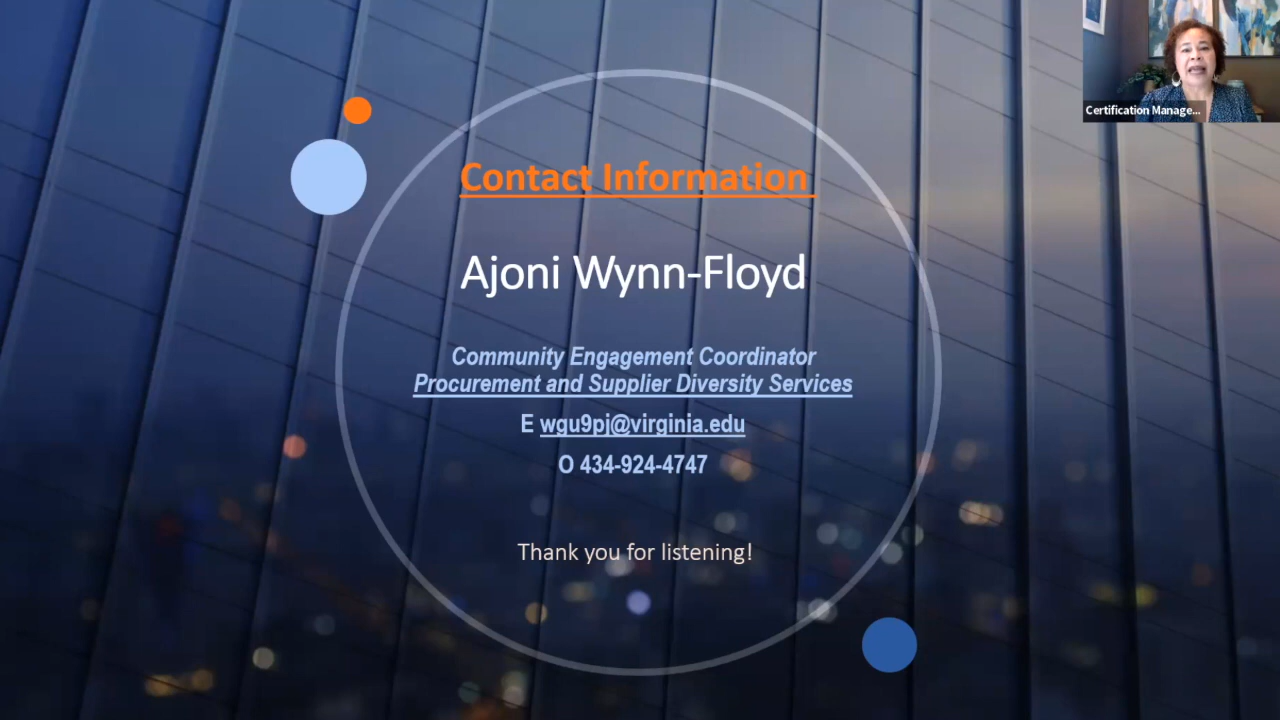 Certification Manage...
Contact Information
Ajoni Wynn-Floyd
Community Engagement Coordinator
Procurement and Supplier Diversity Services
E wgu9pj@virginia.edu
O 434-924-4747
Thank you for listening!